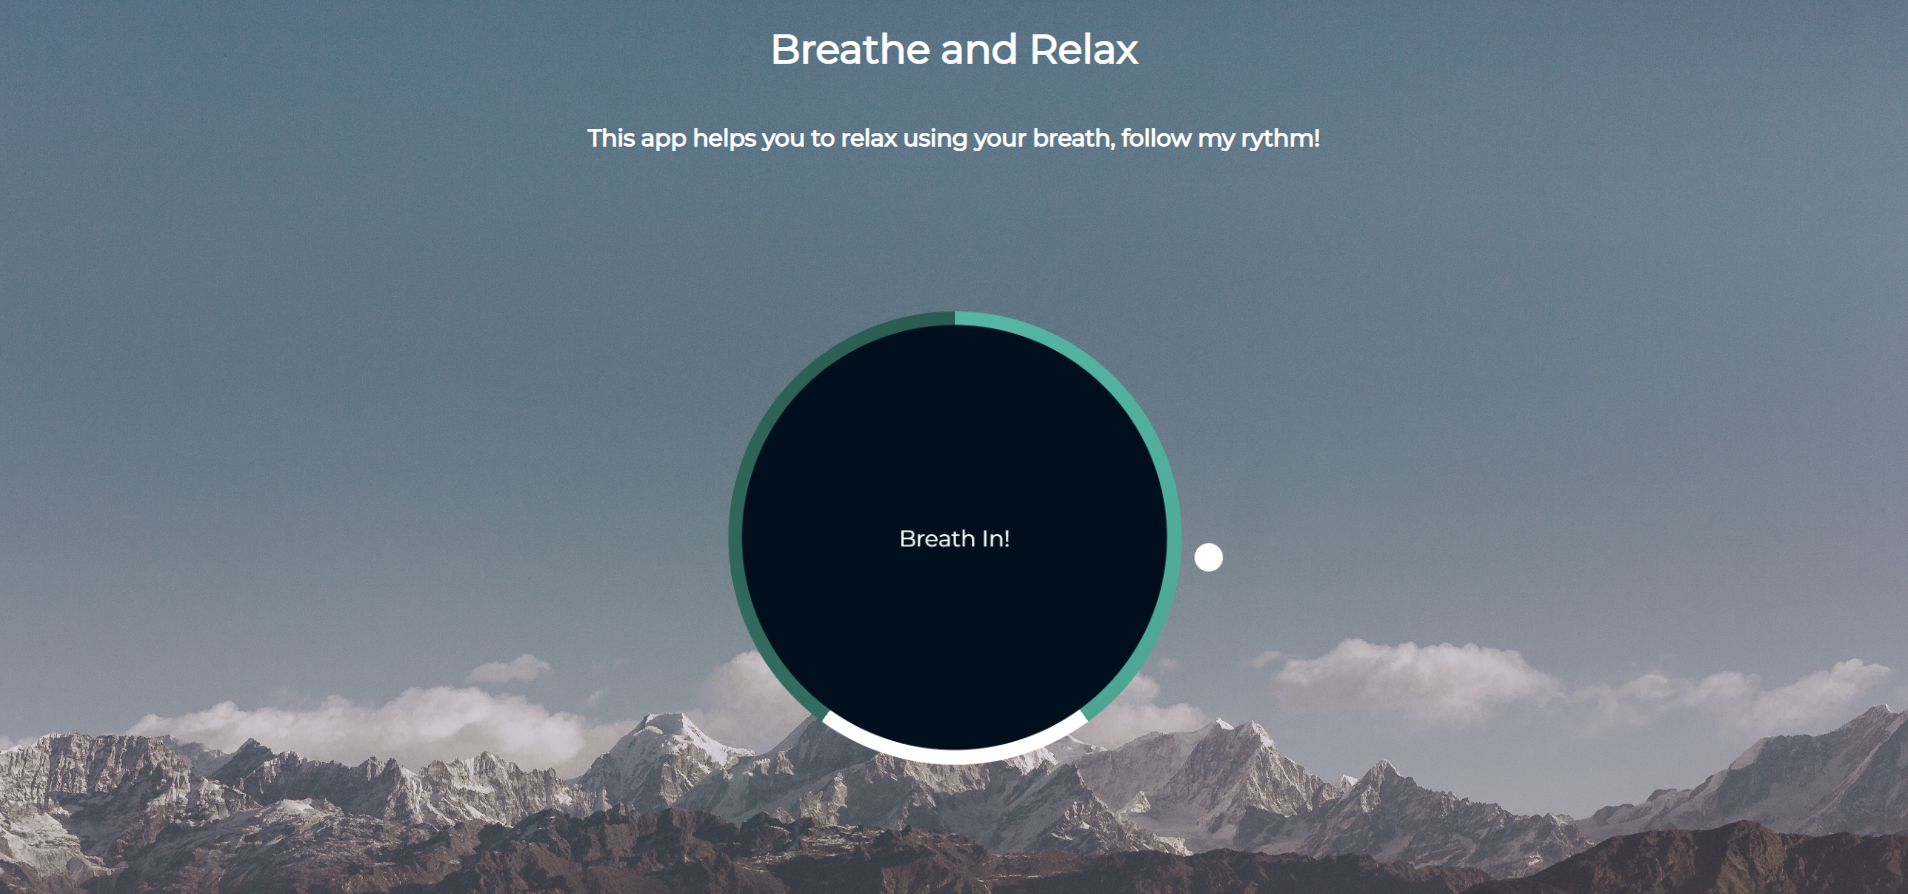 Breathe and Relax
This app helps you to relax using your breath, follow my rythm!
Breath In!